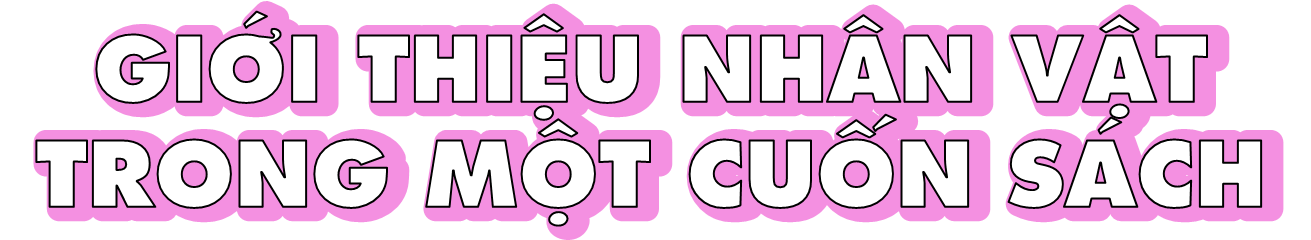 GIỚI THIỆU NHÂN VẬT
TRONG MỘT CUỐN SÁCH